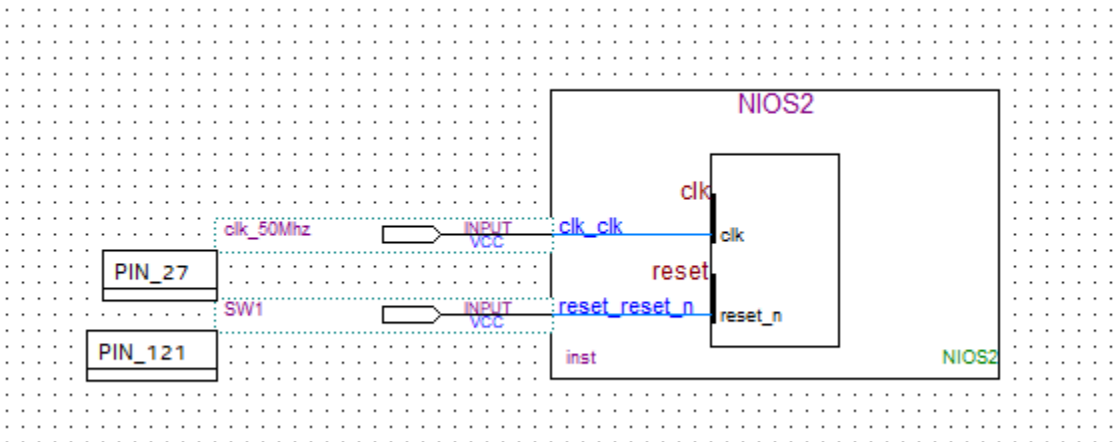 NIOS2
clk
clk_50Mhz
INPUT
VCC
clk_clk
clk
PIN_27
reset
SW1
INPUT
VCC
reset_reset_n
reset_n
PIN_121
inst
NIOS2